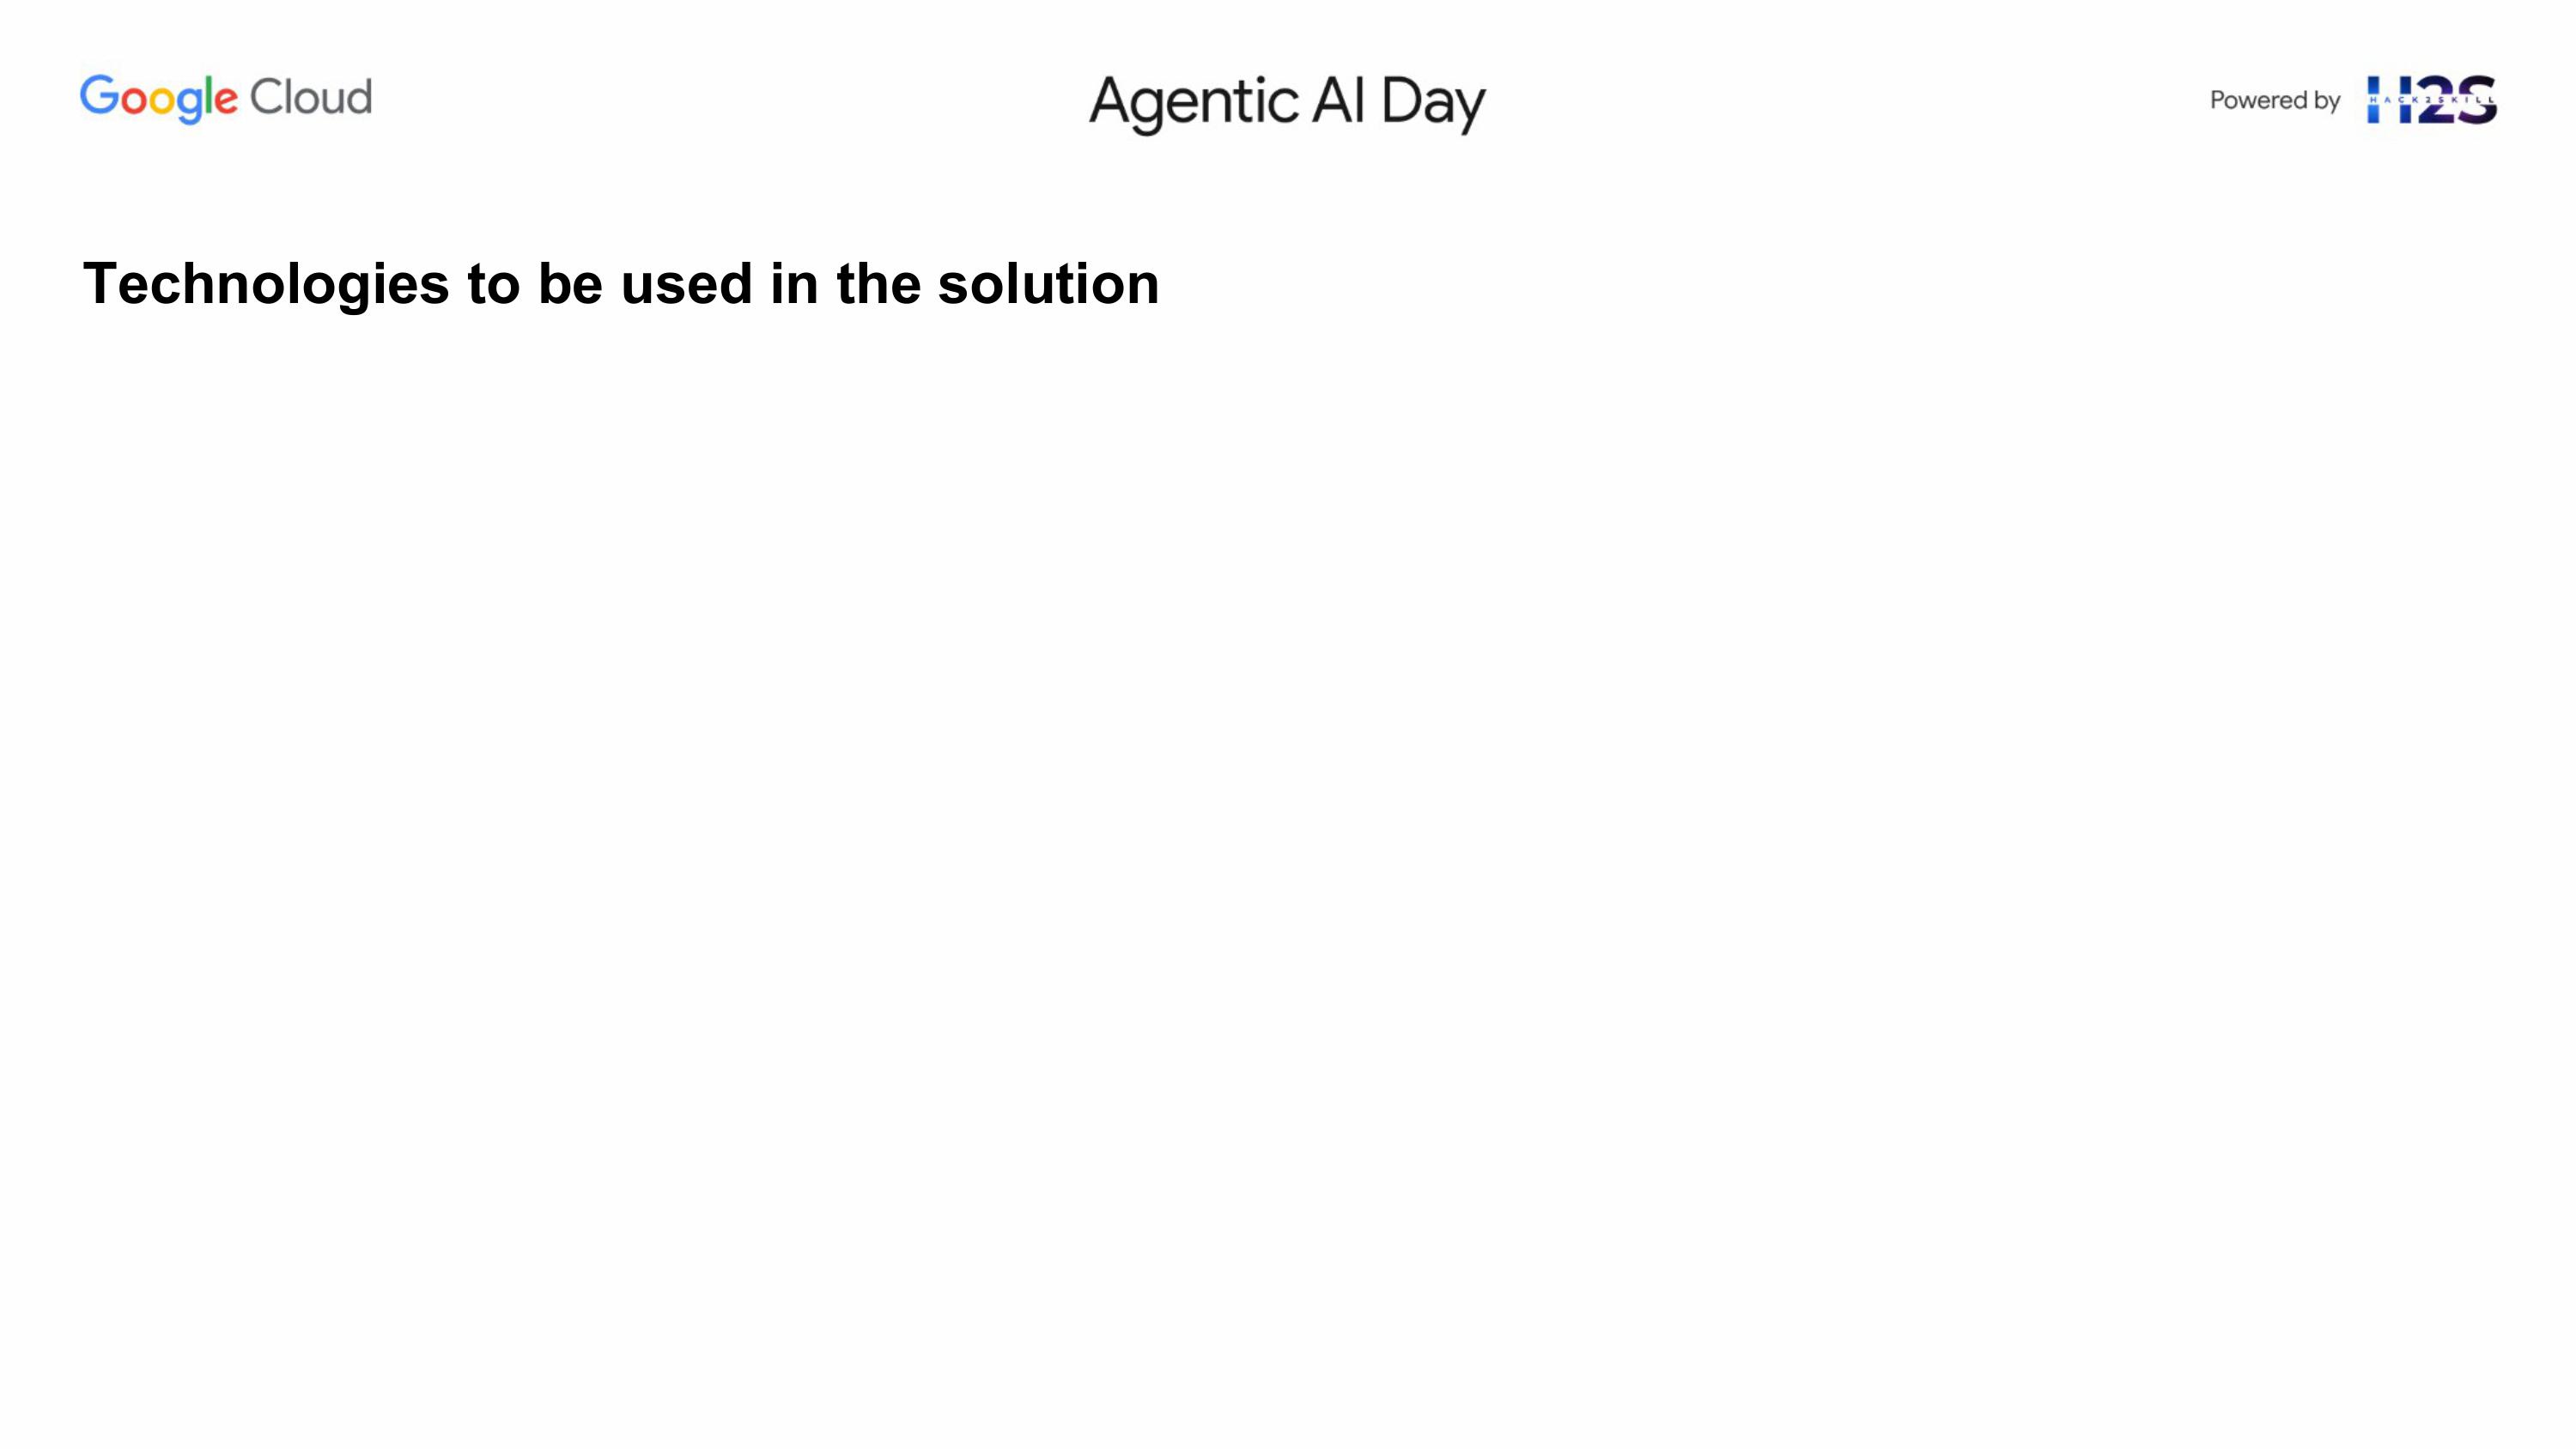 Google Cloud
Agentic AI Day
Powered by
H2S
HACK2SKILL
Technologies to be used in the solution